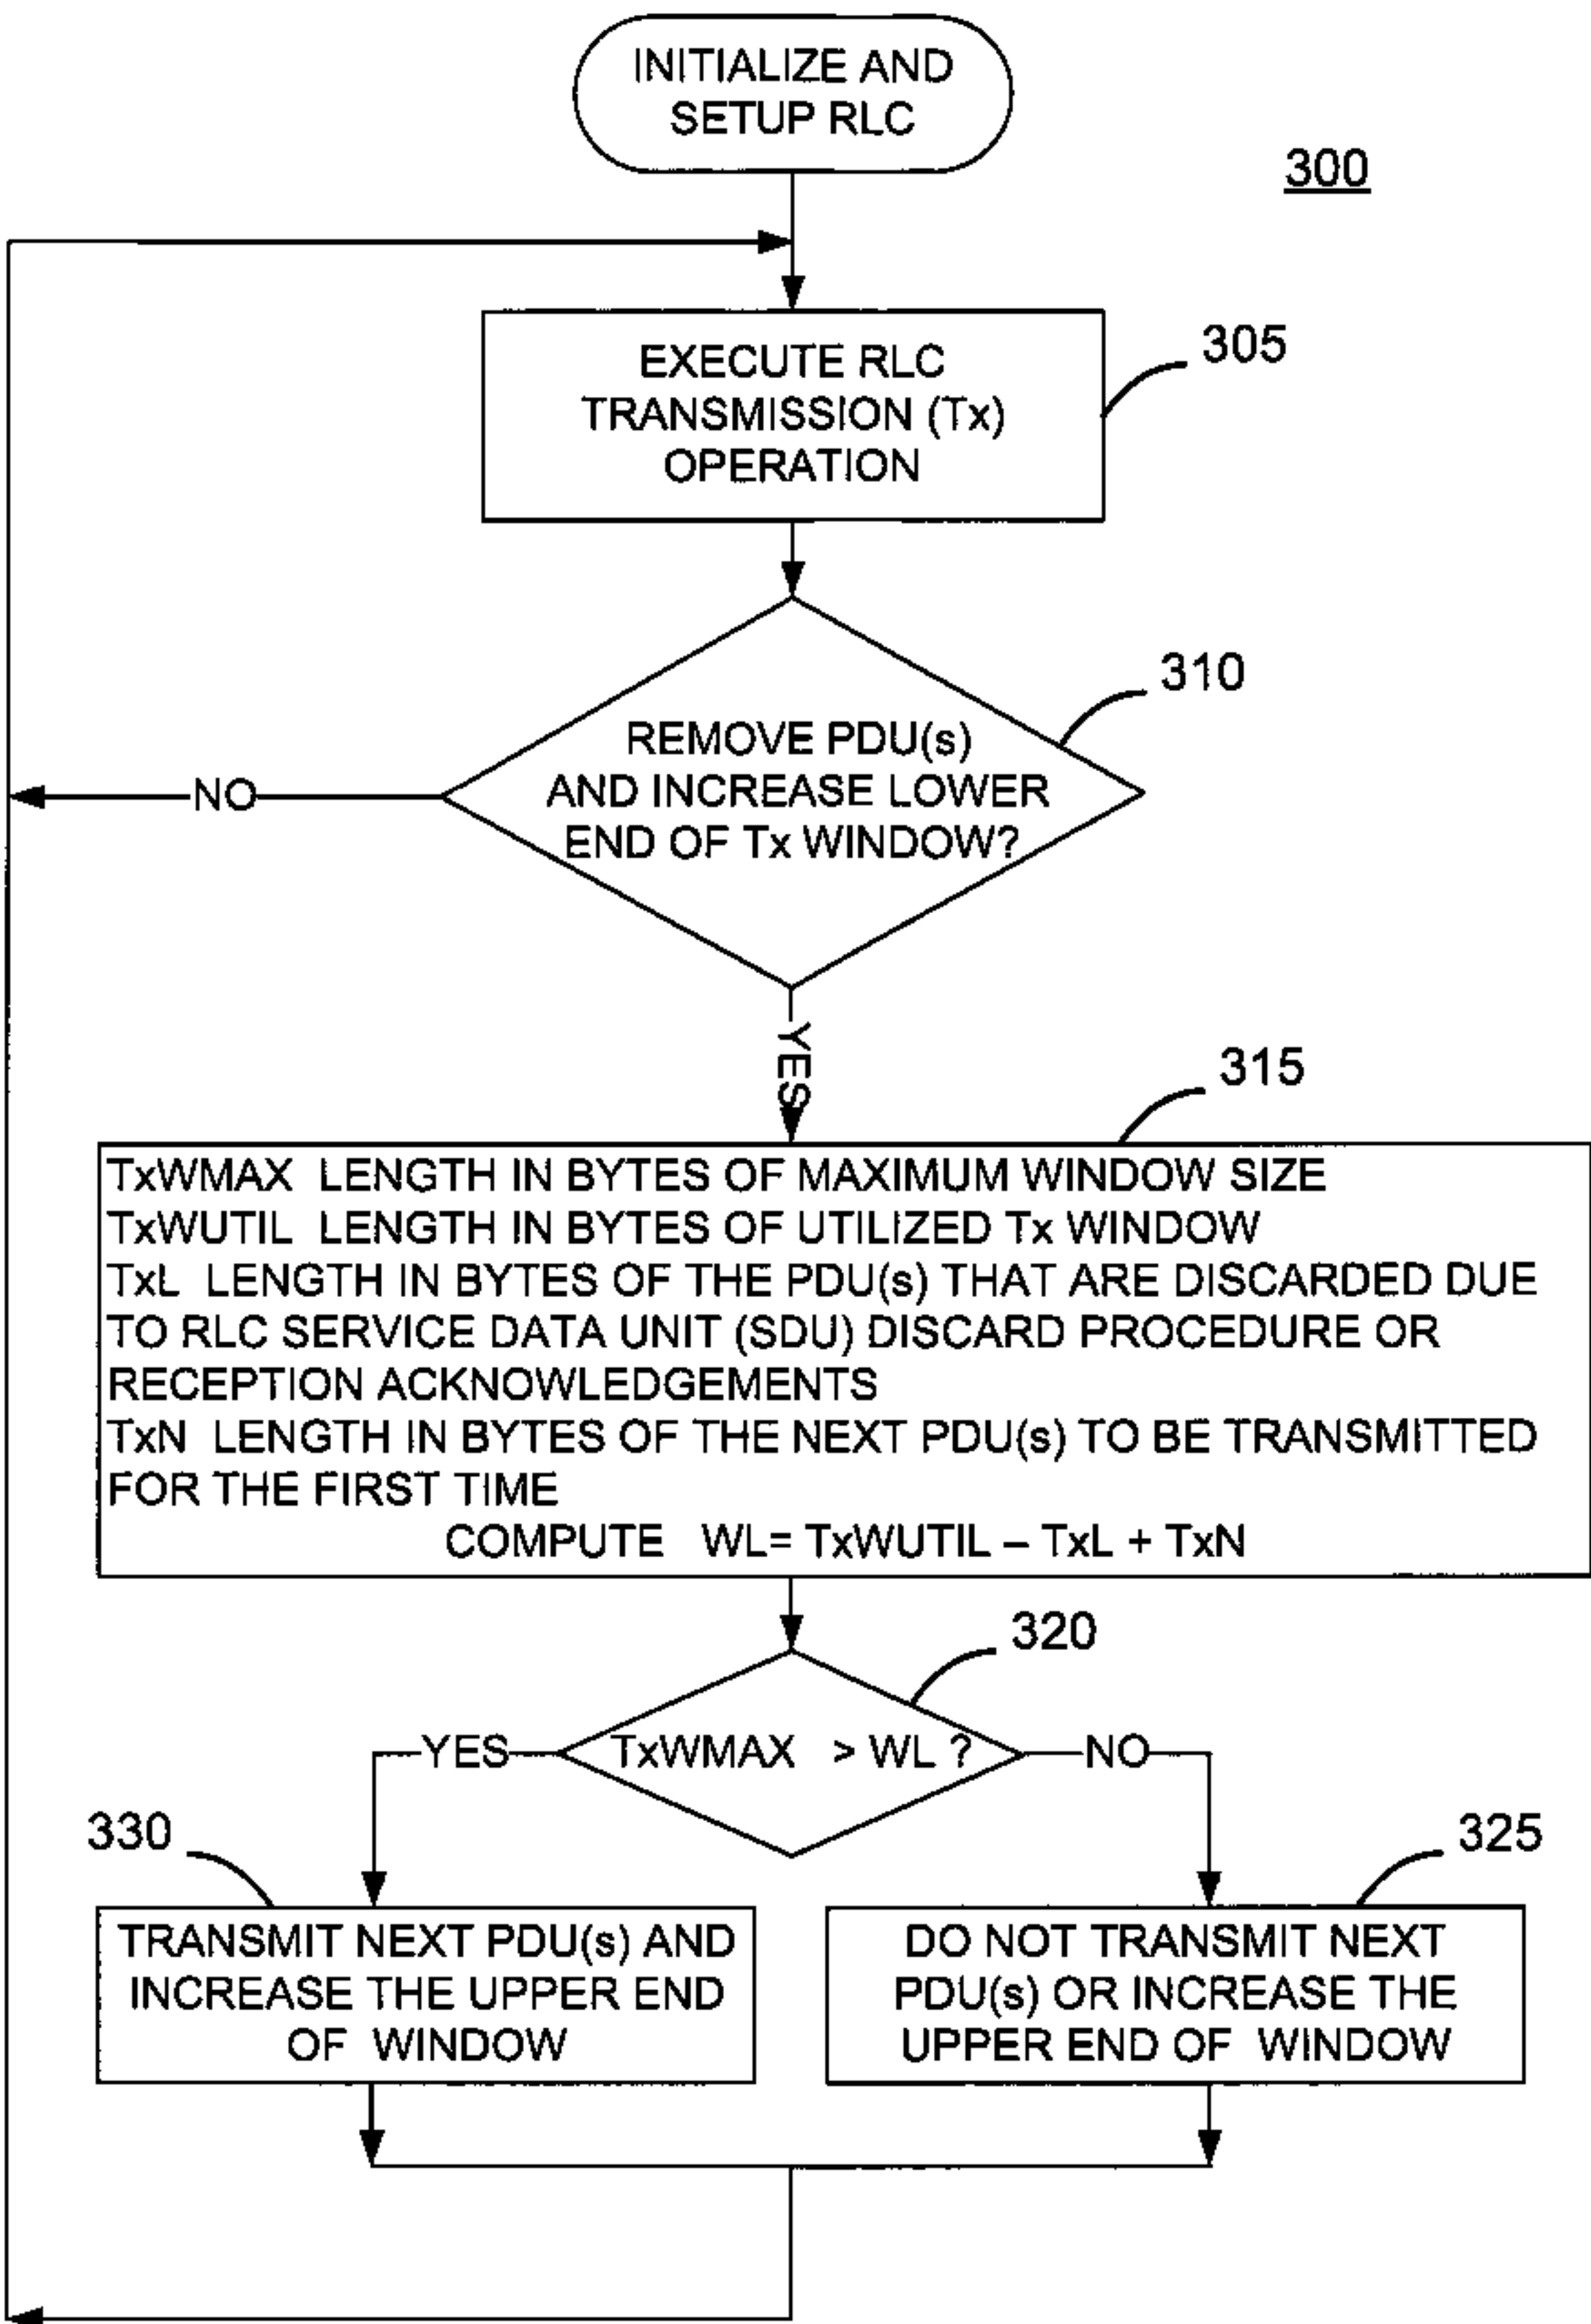 INITIALIZE AND
SETUP RLC
300
EXECUTE RLC
TRANSMISSION (Tx)
OPERATION
305
310
REMOVE PDU(s)
AND INCREASE LOWER
END OF Tx WINDOW?
NO
YES
315
TxWMAX LENGTH IN BYTES OF MAXIMUM WINDOW SIZE
TxWUTIL LENGTH IN BYTES OF UTILIZED Tx WINDOW
TxL LENGTH IN BYTES OF THE PDU(s) THAT ARE DISCARDED DUE
TO RLC SERVICE DATA UNIT (SDU) DISCARD PROCEDURE OR
RECEPTION ACKNOWLEDGEMENTS
TxN LENGTH IN BYTES OF THE NEXT PDU(s) TO BE TRANSMITTED
FOR THE FIRST TIME
COMPUTE WL= TxWUTIL – TxL + TxN
320
YES
TxWMAX > WL ?
NO
330
325
TRANSMIT NEXT PDU(s) AND
INCREASE THE UPPER END
OF WINDOW
DO NOT TRANSMIT NEXT
PDU(s) OR INCREASE THE
UPPER END OF WINDOW